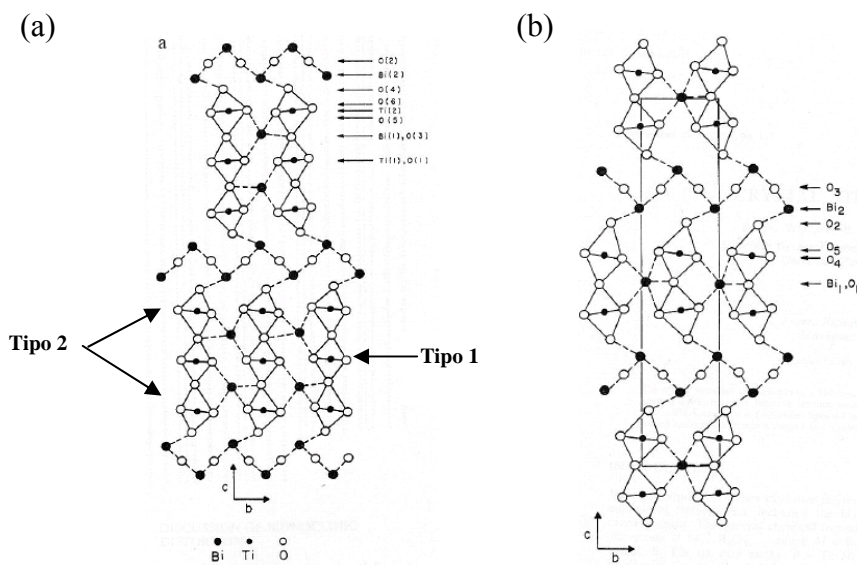 (a)
a
O(2)
Bi(2)
O(4)
O(6)
Ti(2)
O(5)
Bi(1),O(3)
Ti(1),O(1)
Tipo 2
Tipo 1
c
b
Bi Ti O
(b)
O3
Bi2
O2
O5
O4
Bi1,O1
c
b